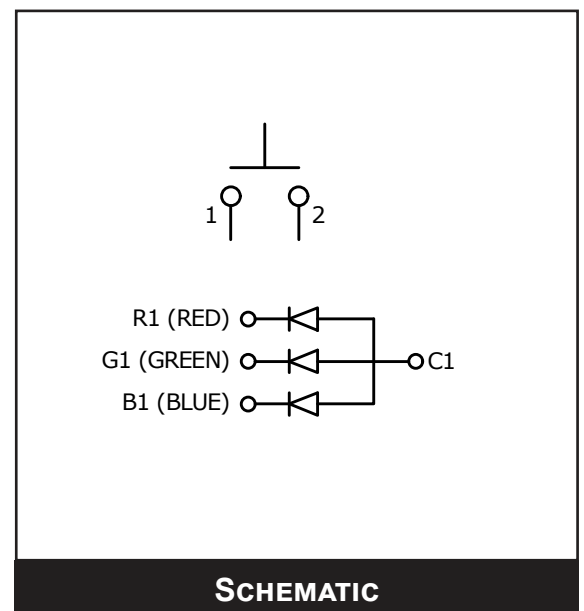 1 2
R1 (RED)
G1 (GREEN) C1
B1 (BLUE)
SCHEMATIC